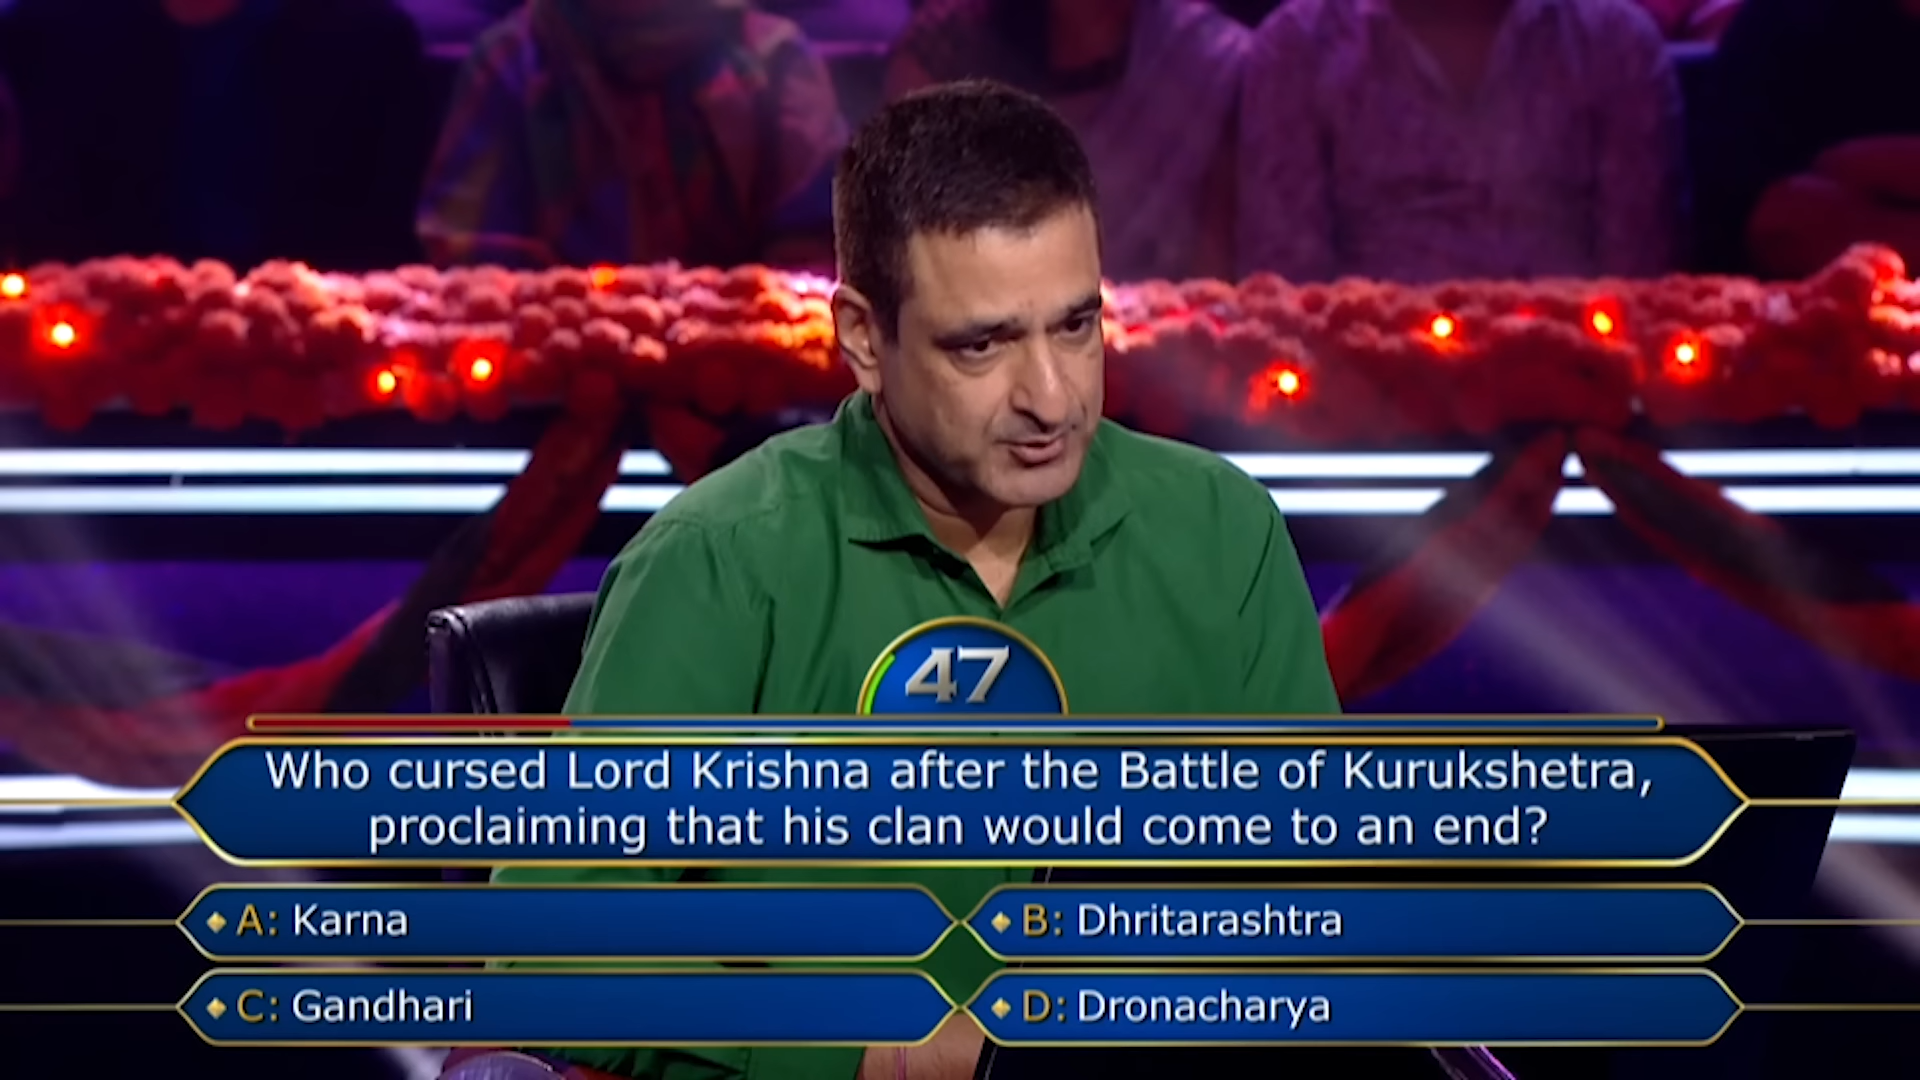 47
Who cursed Lord Krishna after the Battle of Kurukshetra,
proclaiming that his clan would come to an end?
A: Karna
B: Dhritarashtra
C: Gandhari
D: Dronacharya